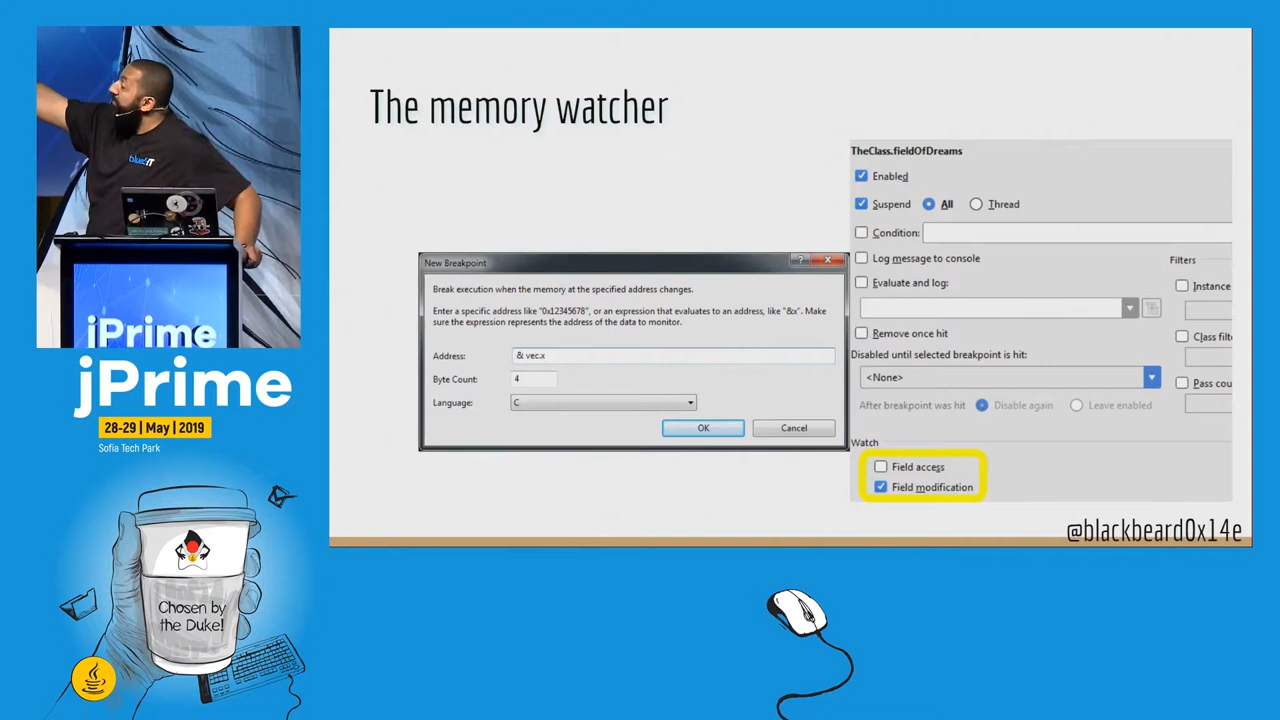 The memory watcher
TheClass.fieldOfDreams
Enabled
Suspend All Thread
Condition:
Log message to console
Filters
Evaluate and log:
Instance
Remove once hit
Class filte
Disabled until selected breakpoint is hit:
<None>
Pass cou
After breakpoint was hit Disable again Leave enabled
Watch
Field access
Field modification
New Breakpoint
Break execution when the memory at the specified address changes.
Enter a specific address like "0x12345678", or an expression that evaluates to an address, like "&x". Make
sure the expression represents the address of the data to monitor.
Address: & vec.x
Byte Count: 4
Language: C
OK Cancel
@blackbeard0x14e
jPrime
jPrime
28-29 | May | 2019
Sofia Tech Park
Chosen by
the Duke!